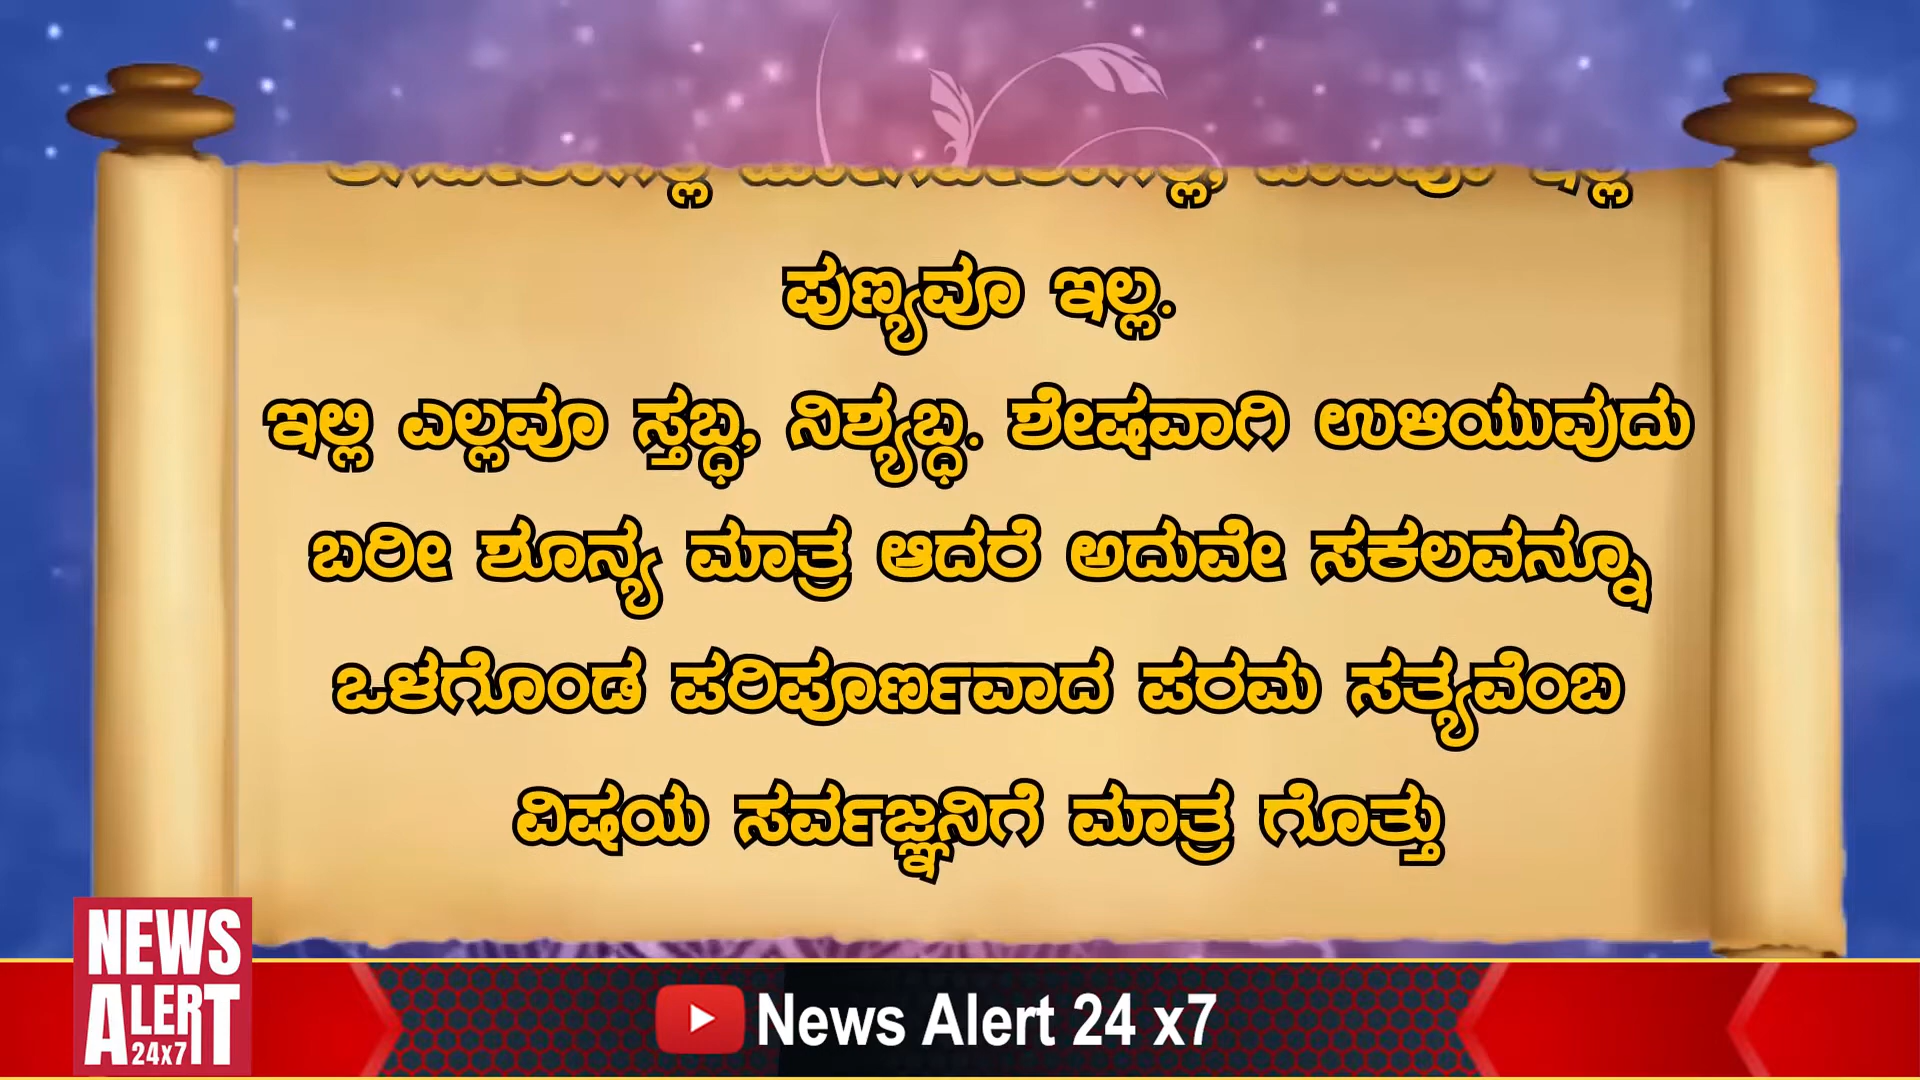 ಇಲ್ಲ
ಪುಣ್ಯವೂ ಇಲ್ಲ.
ಇಲ್ಲಿ ಎಲ್ಲವೂ ಸ್ತಬ್ಧ, ನಿಶ್ಯಬ್ಧ. ಶೇಷವಾಗಿ ಉಳಿಯುವುದು
ಬರೀ ಶೂನ್ಯ ಮಾತ್ರ ಆದರೆ ಅದುವೇ ಸಕಲವನ್ನೂ
ಒಳಗೊಂಡ ಪರಿಪೂರ್ಣವಾದ ಪರಮ ಸತ್ಯವೆಂಬ
ವಿಷಯ ಸರ್ವಜ್ಞನಿಗೆ ಮಾತ್ರ ಗೊತ್ತು
NEWS
ALERT
24x7
News Alert 24 x7